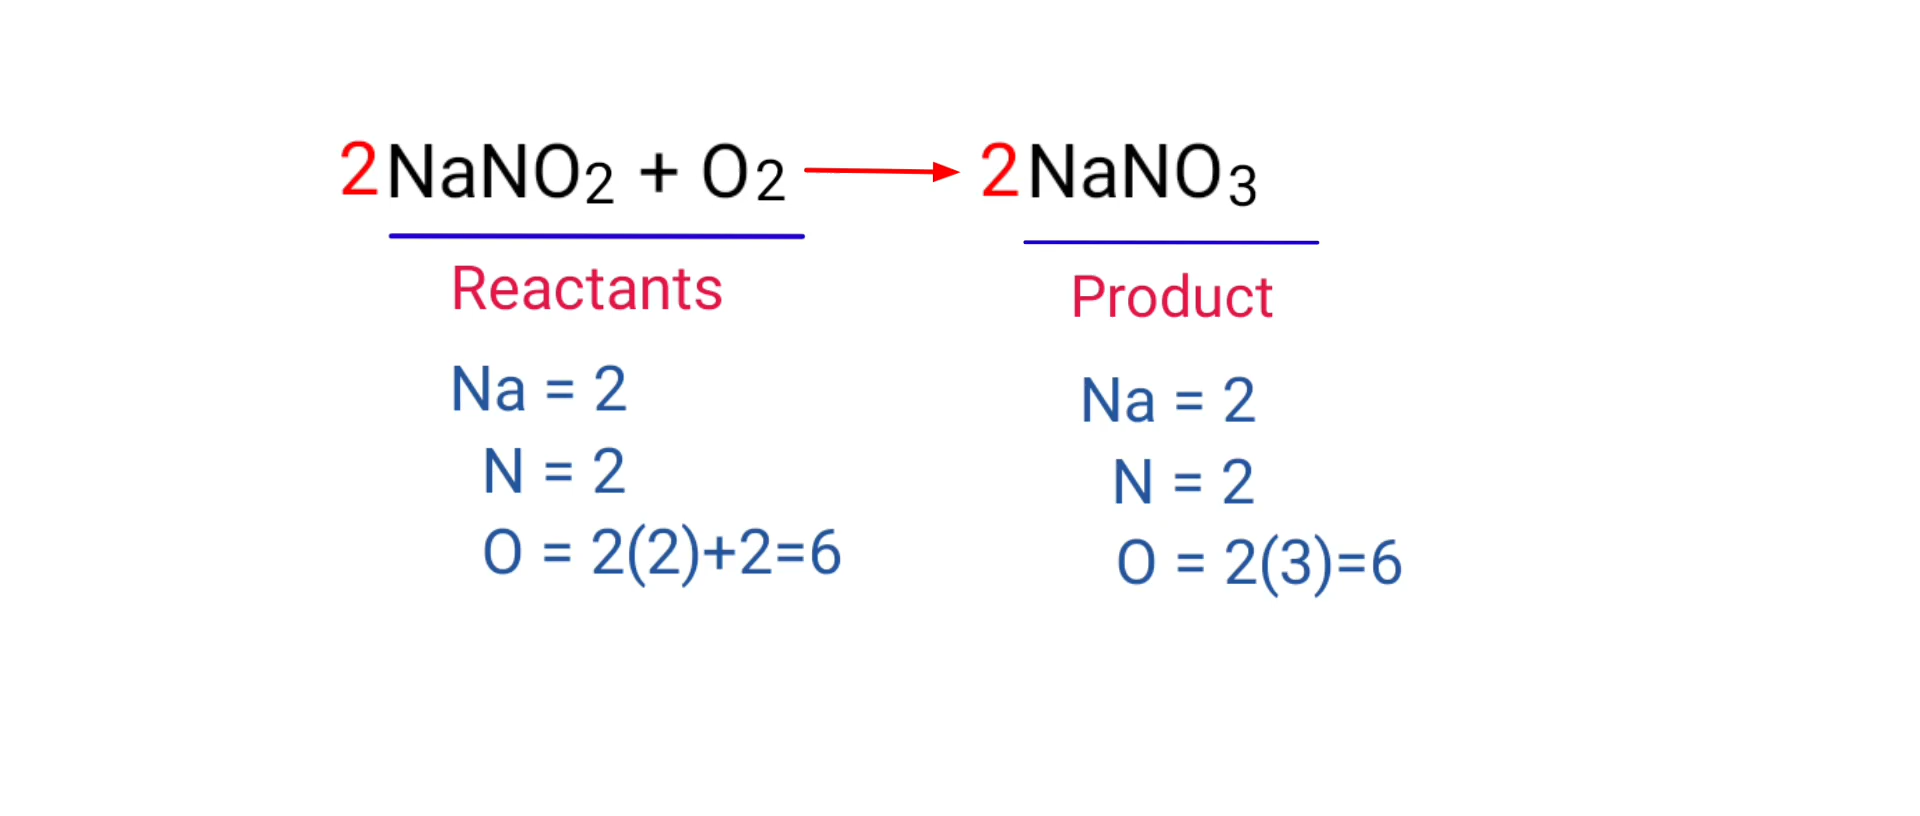 2NaNO2 + O2 → 2NaNO3
Reactants
Product
Na = 2
N = 2
O = 2(2)+2=6
Na = 2
N = 2
O = 2(3)=6